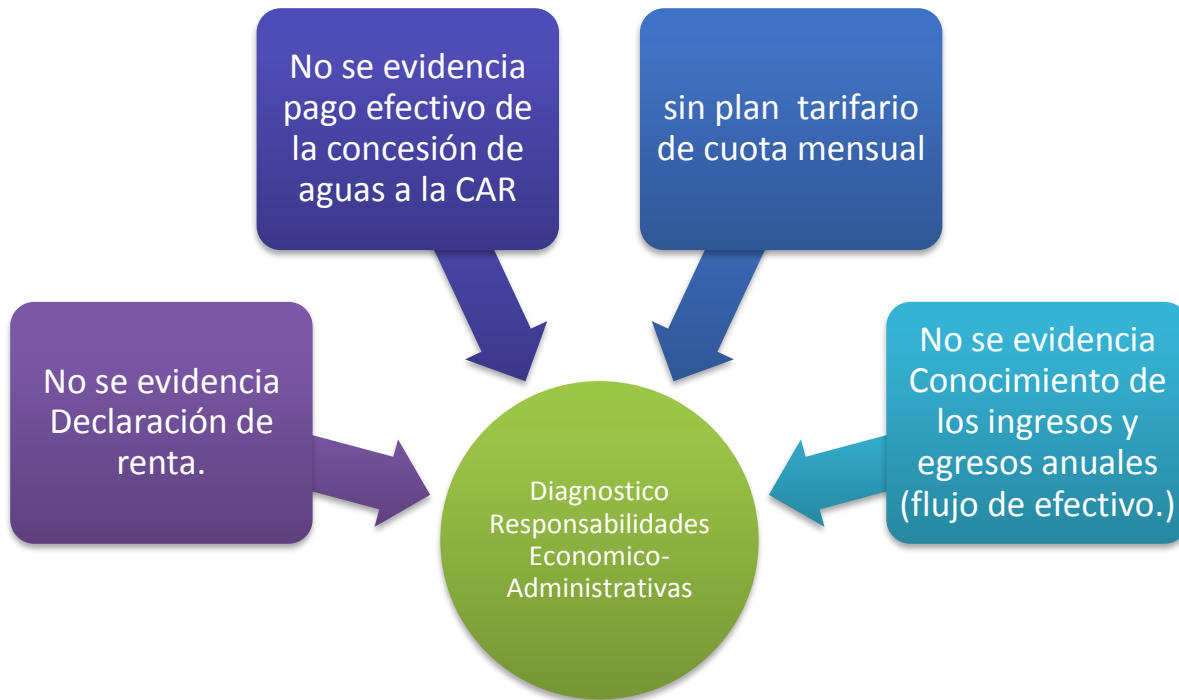 No se evidencia
pago efectivo de
la concesión de
aguas a la CAR
sin plan tarifario
de cuota mensual
No se evidencia
Declaración de
renta.
No se evidencia
Conocimiento de
los ingresos y
egresos anuales
(flujo de efectivo.)
Diagnostico
Responsabilidades
Economico-
Administrativas